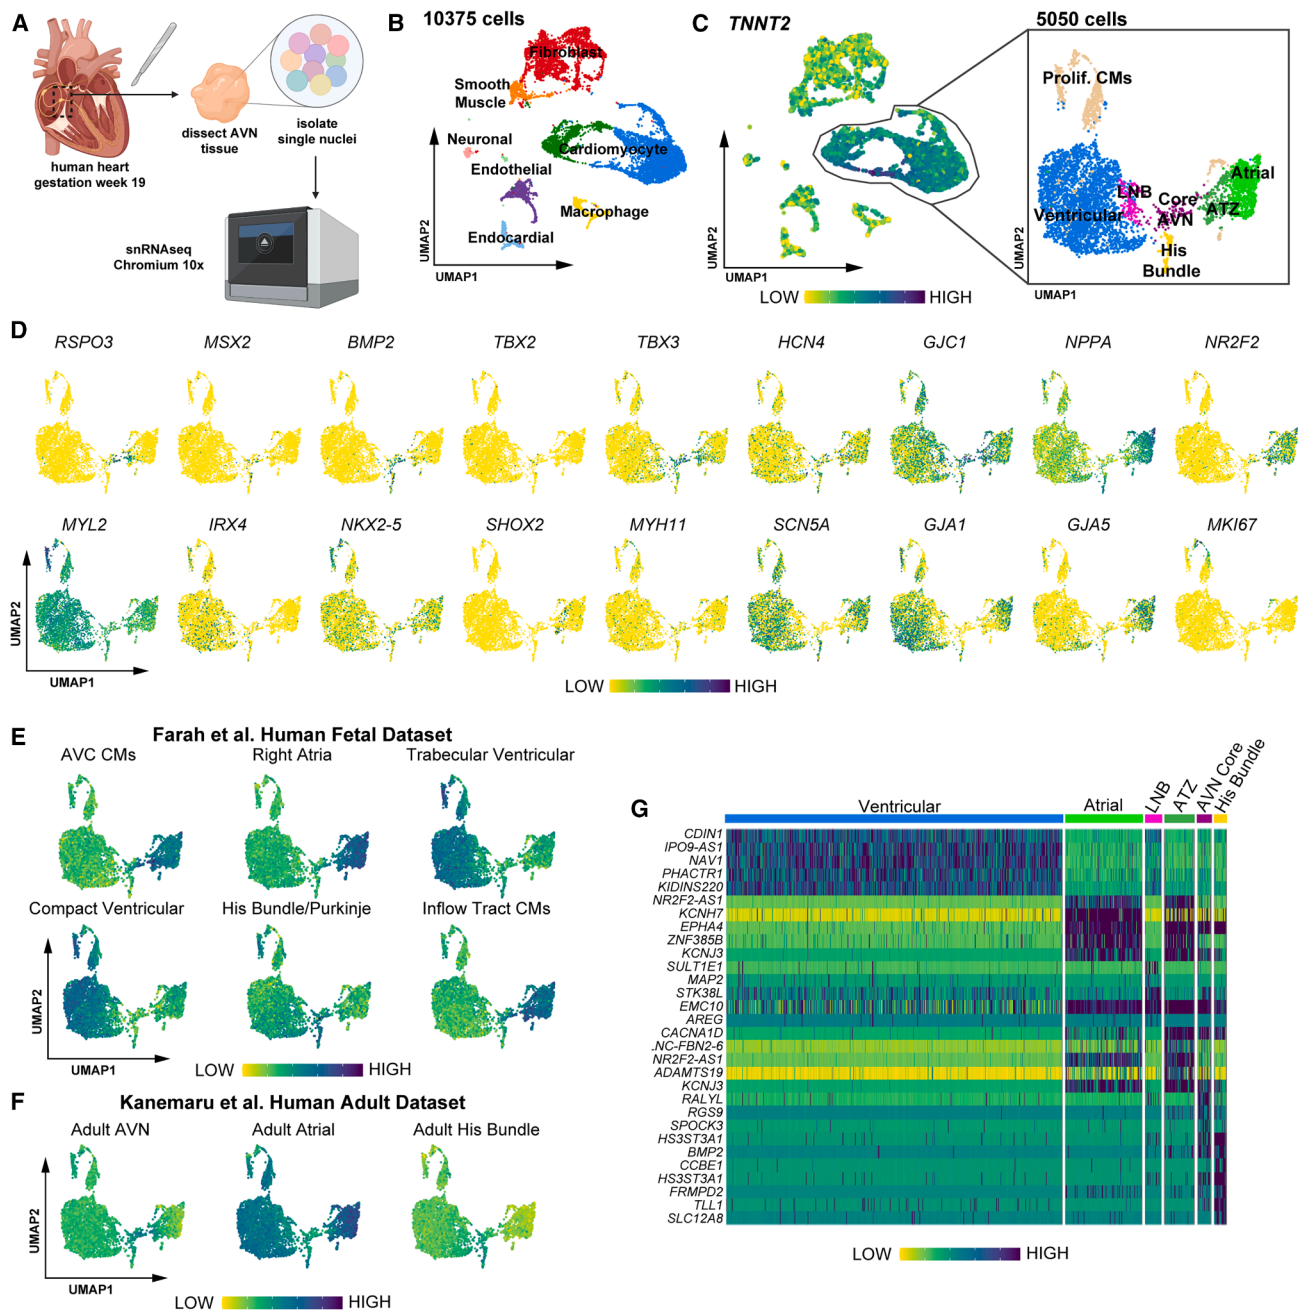 A
human heart
gestation week 19
dissect AVN
tissue
isolate
single nuclei
snRNAseq
Chromium 10x
B
10375 cells
Fibroblast
Smooth
Muscle
Neuronal
Cardiomyocyte
Endothelial
Macrophage
Endocardial
UMAP2
UMAP1
C
TNNT2
UMAP2
UMAP1
LOW
HIGH
5050 cells
Prolif. CMs
LNB
Core
AVN
Atrial
ATZ
Ventricular
His
Bundle
UMAP2
UMAP1
D
RSPO3
MSX2
BMP2
TBX2
TBX3
HCN4
GJC1
NPPA
NR2F2
MYL2
IRX4
NKX2-5
SHOX2
MYH11
SCN5A
GJA1
GJA5
MKI67
UMAP2
UMAP1
LOW
HIGH
E
Farah et al. Human Fetal Dataset
AVC CMs
Right Atria
Trabecular Ventricular
Compact Ventricular
His Bundle/Purkinje
Inflow Tract CMs
UMAP2
UMAP1
LOW
HIGH
F
Kanemaru et al. Human Adult Dataset
Adult AVN
Adult Atrial
Adult His Bundle
UMAP2
UMAP1
LOW
HIGH
G
Ventricular
Atrial
LNB
ATZ
AVN Core
His Bundle
CDIN1
IPO9-AS1
NAV1
PHACTR1
KIDINS220
NR2F2-AS1
KCNH7
EPHA4
ZNF385B
KCNJ3
SULT1E1
MAP2
STK38L
EMC10
AREG
CACNA1D
.NC-FBN2-6
NR2F2-AS1
ADAMTS19
KCNJ3
RALYL
RGS9
SPOCK3
HS3ST3A1
BMP2
CCBE1
HS3ST3A1
FRMPD2
TLL1
SLC12A8
LOW
HIGH